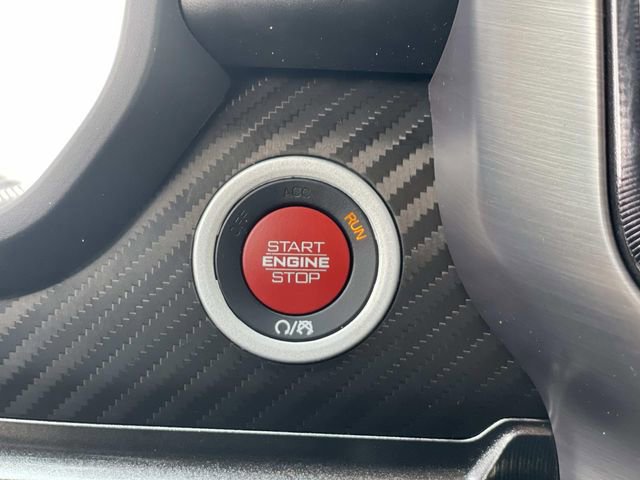 OFF
ACC
RUN
START
ENGINE
STOP